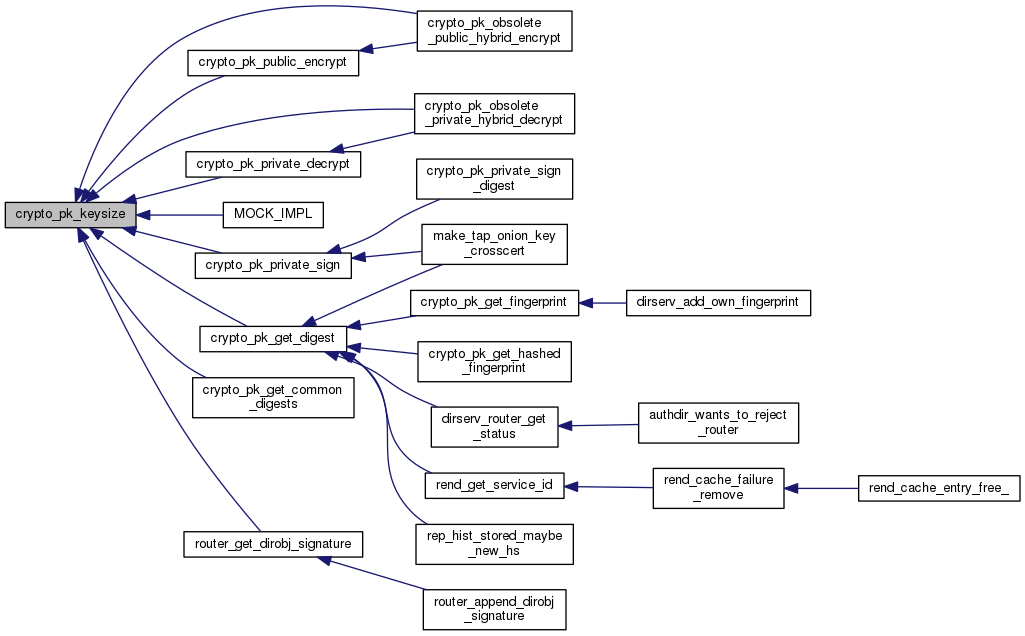 crypto_pk_keysize
crypto_pk_obsolete
_public_hybrid_encrypt
crypto_pk_public_encrypt
crypto_pk_obsolete
_private_hybrid_decrypt
crypto_pk_private_decrypt
crypto_pk_private_sign
_digest
MOCK_IMPL
make_tap_onion_key
_crosscert
crypto_pk_private_sign
crypto_pk_get_fingerprint
dirserv_add_own_fingerprint
crypto_pk_get_digest
crypto_pk_get_hashed
_fingerprint
crypto_pk_get_common
_digests
dirserv_router_get
_status
authdir_wants_to_reject
_router
rend_get_service_id
rend_cache_failure
_remove
rend_cache_entry_free_
rep_hist_stored_maybe
_new_hs
router_get_dirobj_signature
router_append_dirobj
_signature